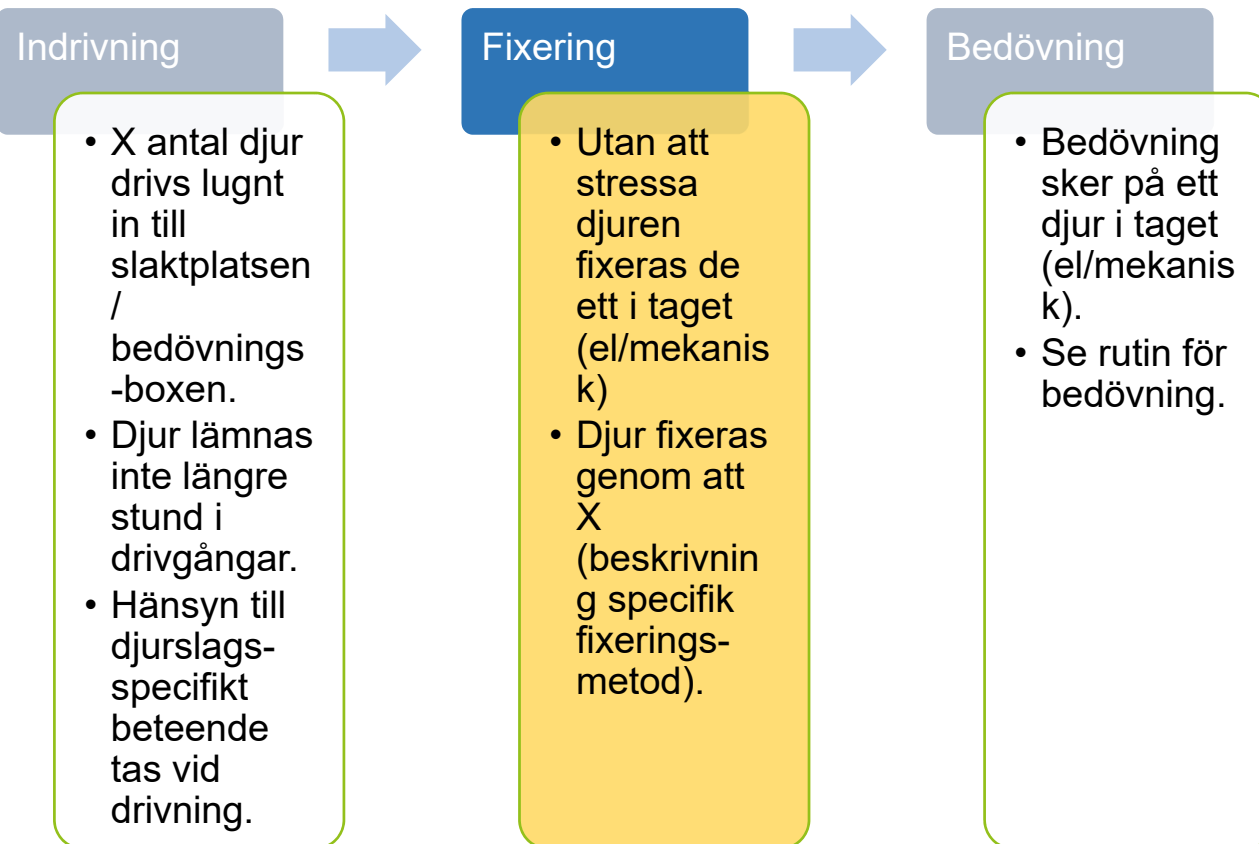 Indrivning
• X antal djur
drivs lugnt
in till
slaktplatsen
/
bedövnings
-boxen.
• Djur lämnas
inte längre
stund i
drivgångar.
• Hänsyn till
djurslags-
specifikt
beteende
tas vid
drivning.
Fixering
• Utan att
stressa
djuren
fixeras de
ett i taget
(el/mekanis
k)
• Djur fixeras
genom att
X
(beskrivnin
g specifik
fixerings-
metod).
Bedövning
• Bedövning
sker på ett
djur i taget
(el/mekanis
k).
• Se rutin för
bedövning.